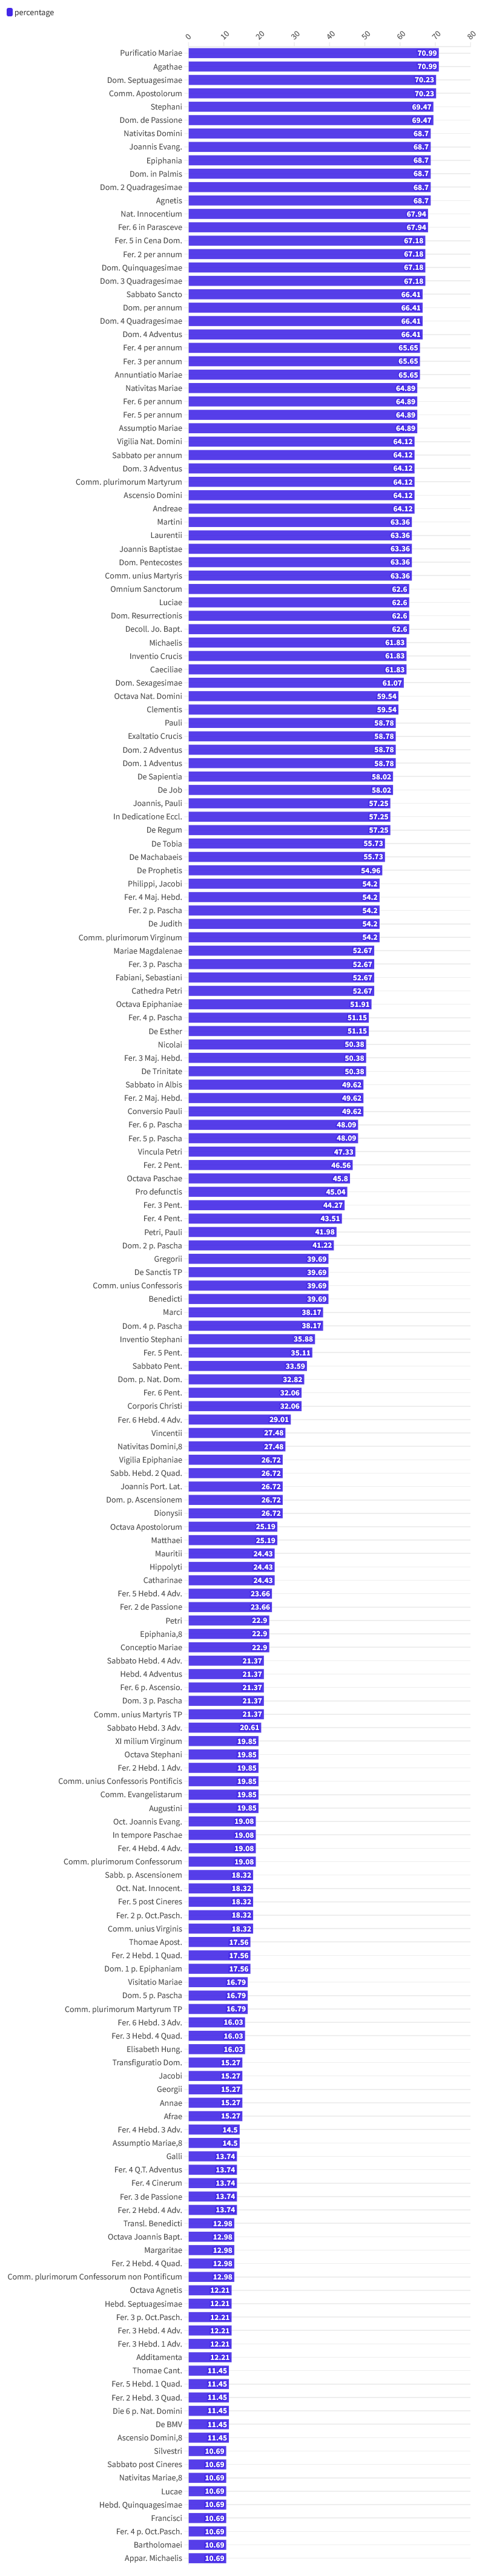 percentage
0 10 20 30 40 50 60 70 80
Purificatio Mariae 70.99
Agathae 70.99
Dom. Septuagesimae 70.23
Comm. Apostolorum 70.23
Stephani 69.47
Dom. de Passione 69.47
Nativitas Domini 68.7
Joannis Evang. 68.7
Epiphania 68.7
Dom. in Palmis 68.7
Dom. 2 Quadragesimae 68.7
Agnetis 68.7
Nat. Innocentium 67.94
Fer. 6 in Parasceve 67.94
Fer. 5 in Cena Dom. 67.18
Fer. 2 per annum 67.18
Dom. Quinquagesimae 67.18
Dom. 3 Quadragesimae 67.18
Sabbato Sancto 66.41
Dom. per annum 66.41
Dom. 4 Quadragesimae 66.41
Dom. 4 Adventus 66.41
Fer. 4 per annum 65.65
Fer. 3 per annum 65.65
Annuntiatio Mariae 65.65
Nativitas Mariae 64.89
Fer. 6 per annum 64.89
Fer. 5 per annum 64.89
Assumptio Mariae 64.89
Vigilia Nat. Domini 64.12
Sabbato per annum 64.12
Dom. 3 Adventus 64.12
Comm. plurimorum Martyrum 64.12
Ascensio Domini 64.12
Andreae 64.12
Martini 63.36
Laurentii 63.36
Joannis Baptistae 63.36
Dom. Pentecostes 63.36
Comm. unius Martyris 63.36
Omnium Sanctorum 62.6
Luciae 62.6
Dom. Resurrectionis 62.6
Decoll. Jo. Bapt. 62.6
Michaelis 61.83
Inventio Crucis 61.83
Caeciliae 61.83
Dom. Sexagesimae 61.07
Octava Nat. Domini 59.54
Clementis 59.54
Pauli 58.78
Exaltatio Crucis 58.78
Dom. 2 Adventus 58.78
Dom. 1 Adventus 58.78
De Sapientia 58.02
De Job 58.02
Joannis, Pauli 57.25
In Dedicatione Eccl. 57.25
De Regum 57.25
De Tobia 55.73
De Machabaeis 55.73
De Prophetis 54.96
Philippi, Jacobi 54.2
Fer. 4 Maj. Hebd. 54.2
Fer. 2 p. Pascha 54.2
De Judith 54.2
Comm. plurimorum Virginum 54.2
Mariae Magdalenae 52.67
Fer. 3 p. Pascha 52.67
Fabiani, Sebastiani 52.67
Cathedra Petri 52.67
Octava Epiphaniae 51.91
Fer. 4 p. Pascha 51.15
De Esther 51.15
Nicolai 50.38
Fer. 3 Maj. Hebd. 50.38
De Trinitate 50.38
Sabbato in Albis 49.62
Fer. 2 Maj. Hebd. 49.62
Conversio Pauli 49.62
Fer. 6 p. Pascha 48.09
Fer. 5 p. Pascha 48.09
Vincula Petri 47.33
Fer. 2 Pent. 46.56
Octava Paschae 45.8
Pro defunctis 45.04
Fer. 3 Pent. 44.27
Fer. 4 Pent. 43.51
Petri, Pauli 41.98
Dom. 2 p. Pascha 41.22
Gregorii 39.69
De Sanctis TP 39.69
Comm. unius Confessoris 39.69
Benedicti 39.69
Marci 38.17
Dom. 4 p. Pascha 38.17
Inventio Stephani 35.88
Fer. 5 Pent. 35.11
Sabbato Pent. 33.59
Dom. p. Nat. Dom. 32.82
Fer. 6 Pent. 32.06
Corporis Christi 32.06
Fer. 6 Hebd. 4 Adv. 29.01
Vincentii 27.48
Nativitas Domini,8 27.48
Vigilia Epiphaniae 26.72
Sabb. Hebd. 2 Quad. 26.72
Joannis Port. Lat. 26.72
Dom. p. Ascensionem 26.72
Dionysii 26.72
Octava Apostolorum 25.19
Matthaei 25.19
Mauritii 24.43
Hippolyti 24.43
Catharinae 24.43
Fer. 5 Hebd. 4 Adv. 23.66
Fer. 2 de Passione 23.66
Petri 22.9
Epiphania,8 22.9
Conceptio Mariae 22.9
Sabbato Hebd. 4 Adv. 21.37
Hebd. 4 Adventus 21.37
Fer. 6 p. Ascensio. 21.37
Dom. 3 p. Pascha 21.37
Comm. unius Martyris TP 21.37
Sabbato Hebd. 3 Adv. 20.61
XI milium Virginum 19.85
Octava Stephani 19.85
Fer. 2 Hebd. 1 Adv. 19.85
Comm. unius Confessoris Pontificis 19.85
Comm. Evangelistarum 19.85
Augustini 19.85
Oct. Joannis Evang. 19.08
In tempore Paschae 19.08
Fer. 4 Hebd. 4 Adv. 19.08
Comm. plurimorum Confessorum 19.08
Sabb. p. Ascensionem 18.32
Oct. Nat. Innocent. 18.32
Fer. 5 post Cineres 18.32
Fer. 2 p. Oct.Pasch. 18.32
Comm. unius Virginis 18.32
Thomae Apost. 17.56
Fer. 2 Hebd. 1 Quad. 17.56
Dom. 1 p. Epiphaniam 17.56
Visitatio Mariae 16.79
Dom. 5 p. Pascha 16.79
Comm. plurimorum Martyrum TP 16.79
Fer. 6 Hebd. 3 Adv. 16.03
Fer. 3 Hebd. 4 Quad. 16.03
Elisabeth Hung. 16.03
Transfiguratio Dom. 15.27
Jacobi 15.27
Georgii 15.27
Annae 15.27
Afrae 15.27
Fer. 4 Hebd. 3 Adv. 14.5
Assumptio Mariae,8 14.5
Galli 13.74
Fer. 4 Q.T. Adventus 13.74
Fer. 4 Cinerum 13.74
Fer. 3 de Passione 13.74
Fer. 2 Hebd. 4 Adv. 13.74
Transl. Benedicti 12.98
Octava Joannis Bapt. 12.98
Margaritae 12.98
Fer. 2 Hebd. 4 Quad. 12.98
Comm. plurimorum Confessorum non Pontificum 12.98
Octava Agnetis 12.21
Hebd. Septuagesimae 12.21
Fer. 3 p. Oct.Pasch. 12.21
Fer. 3 Hebd. 4 Adv. 12.21
Fer. 3 Hebd. 1 Adv. 12.21
Additamenta 12.21
Thomae Cant. 11.45
Fer. 5 Hebd. 1 Quad. 11.45
Fer. 2 Hebd. 3 Quad. 11.45
Die 6 p. Nat. Domini 11.45
De BMV 11.45
Ascensio Domini,8 11.45
Silvestri 10.69
Sabbato post Cineres 10.69
Nativitas Mariae,8 10.69
Lucae 10.69
Hebd. Quinquagesimae 10.69
Francisci 10.69
Fer. 4 p. Oct.Pasch. 10.69
Bartholomaei 10.69
Appar. Michaelis 10.69